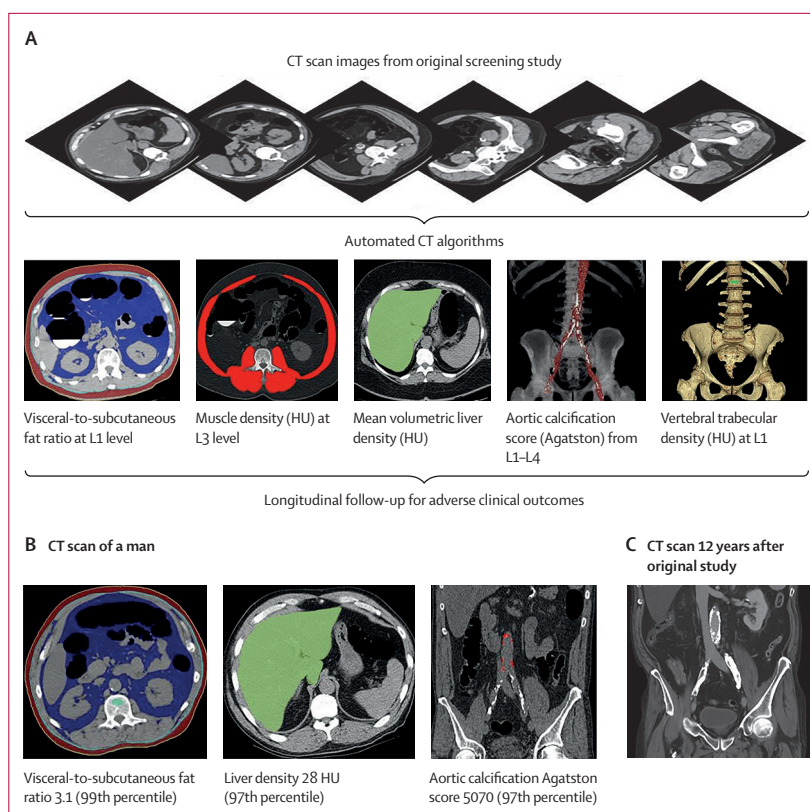 A
CT scan images from original screening study
Automated CT algorithms
Visceral-to-subcutaneous
fat ratio at L1 level
Muscle density (HU) at
L3 level
Mean volumetric liver
density (HU)
Aortic calcification
score (Agatston) from
L1–L4
Vertebral trabecular
density (HU) at L1
Longitudinal follow-up for adverse clinical outcomes
B CT scan of a man
Visceral-to-subcutaneous fat
ratio 3.1 (99th percentile)
Liver density 28 HU
(97th percentile)
Aortic calcification Agatston
score 5070 (97th percentile)
C CT scan 12 years after
original study